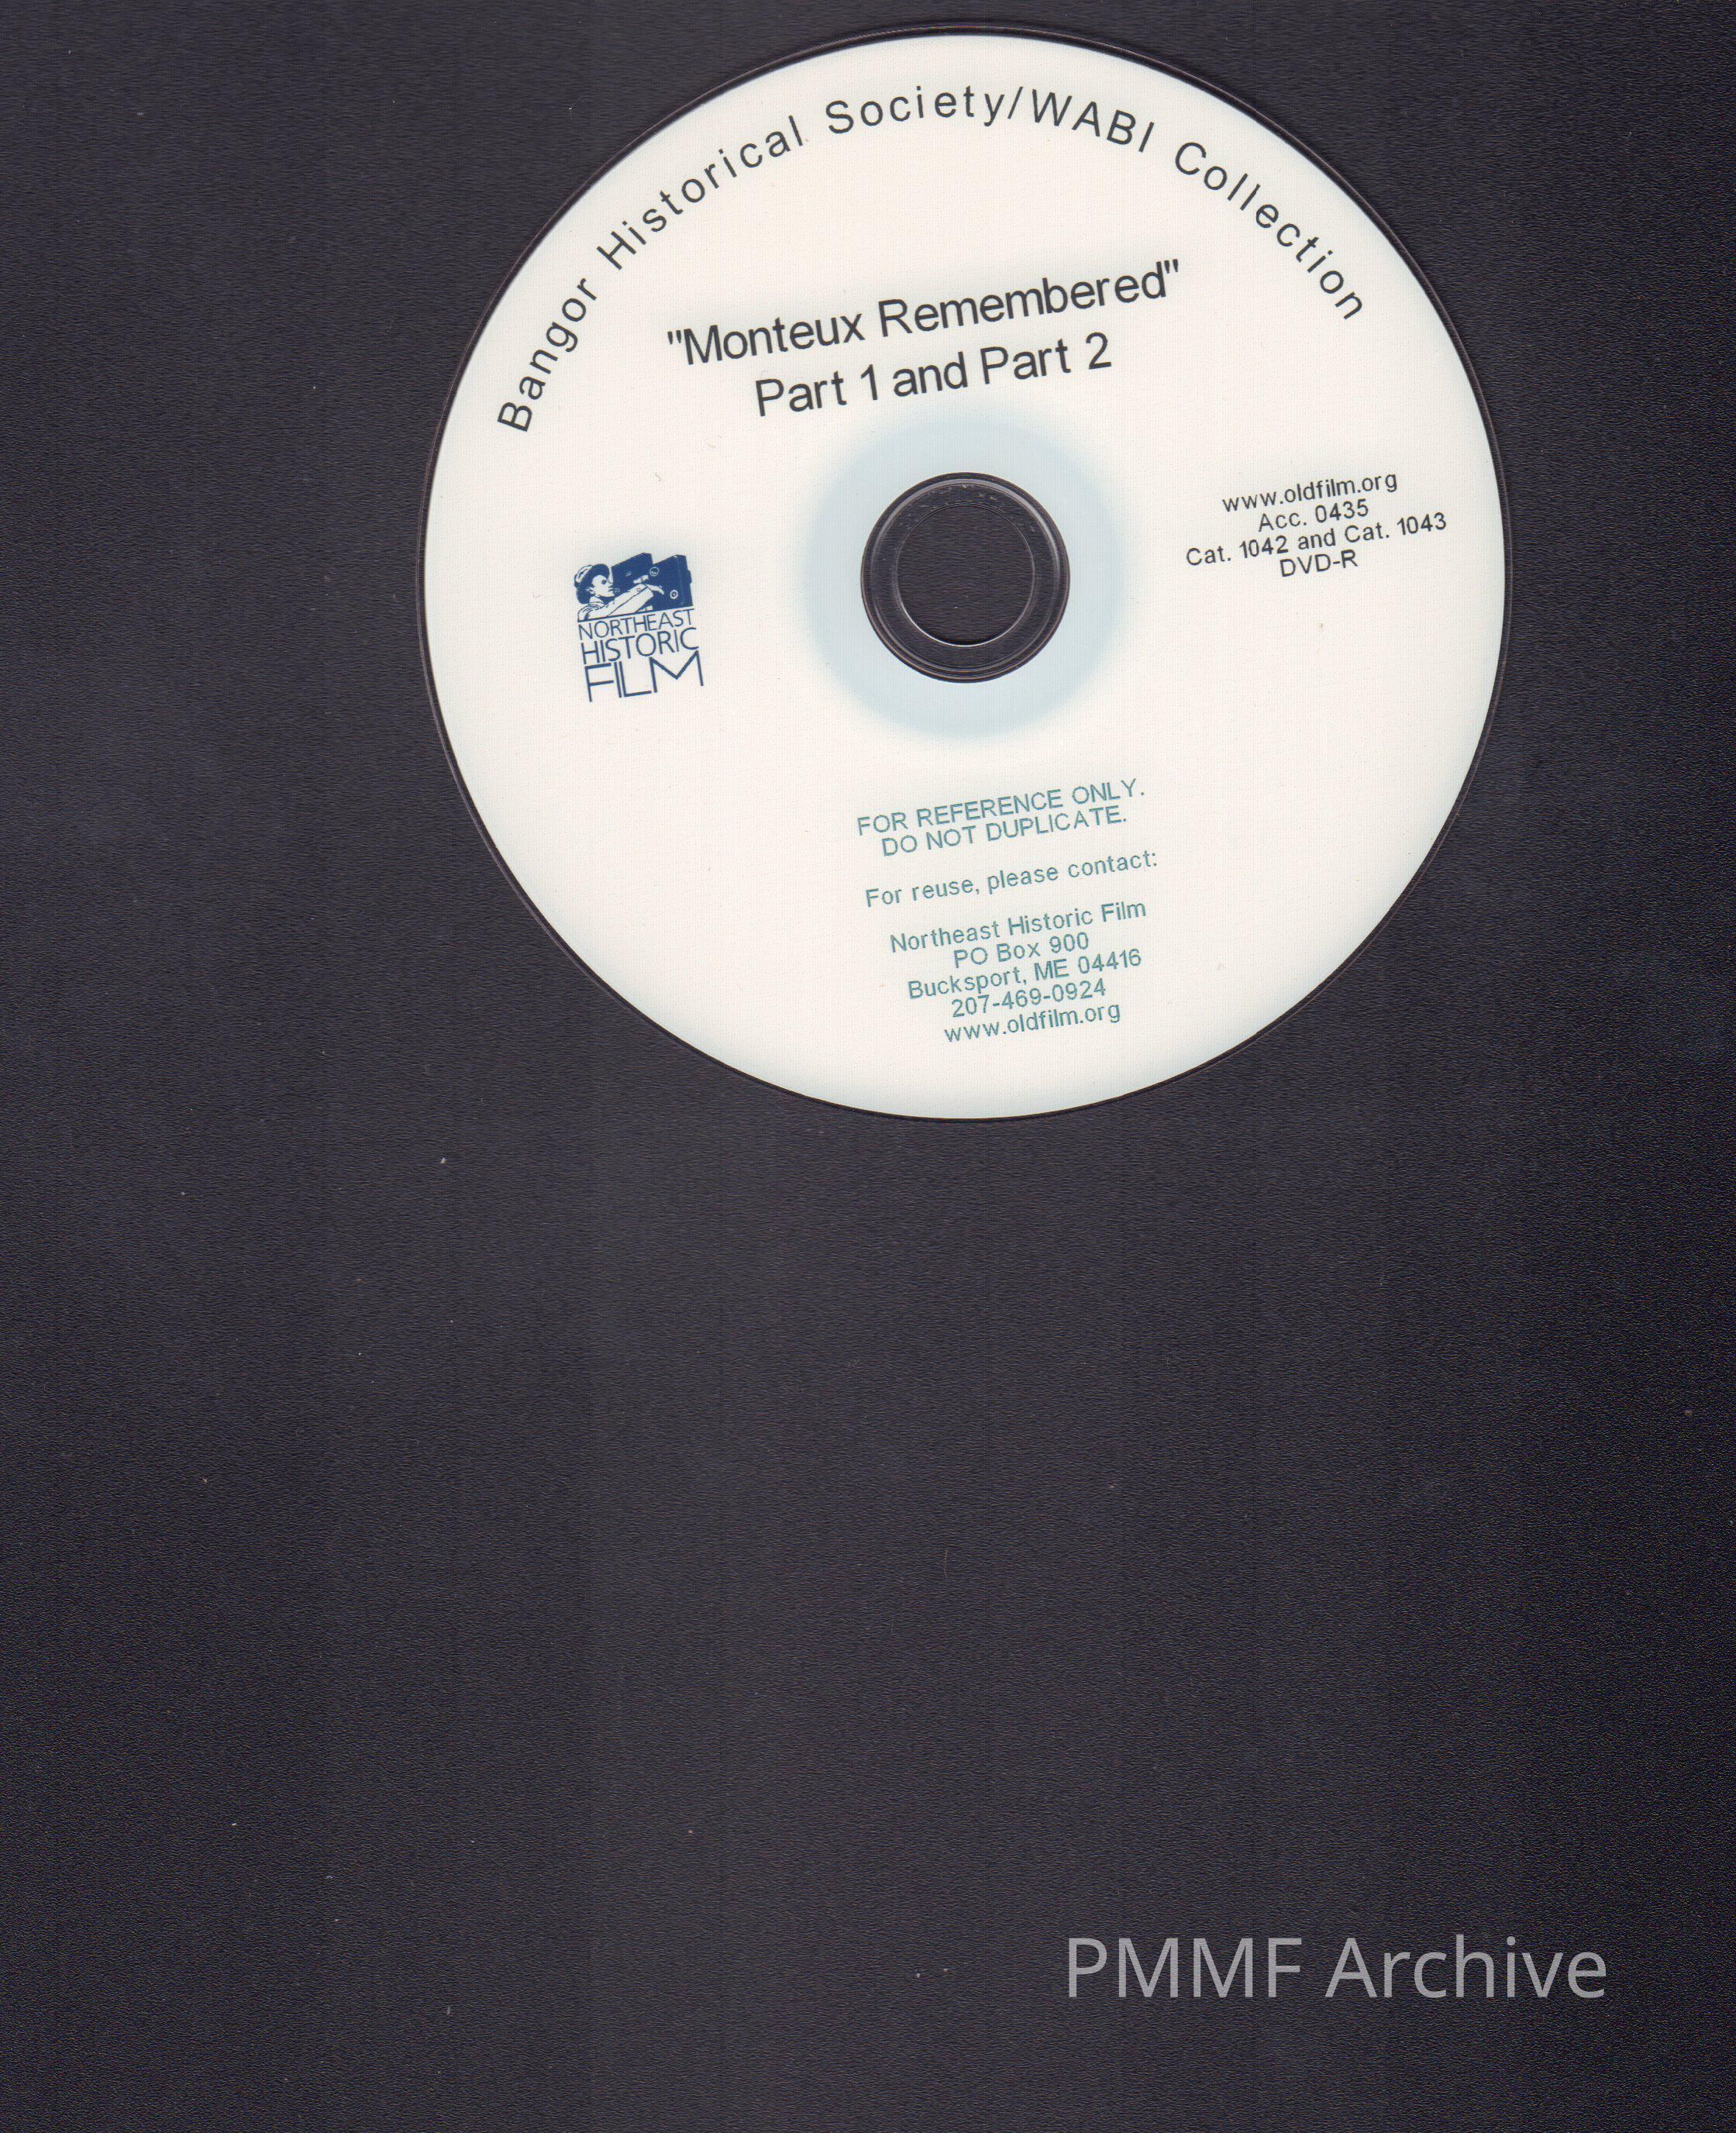 Bangor Historical Society/WABI Collection
"Monteux Remembered"
Part 1 and Part 2
www.oldfilm.org
Acc. 0435
Cat. 1042 and Cat. 1043
DVD-R
NORTHEAST
HISTORIC
FILM
FOR REFERENCE ONLY.
DO NOT DUPLICATE.
For reuse, please contact:
Northeast Historic Film
PO Box 900
Bucksport, ME 04416
207-469-0924
www.oldfilm.org
PMMF Archive